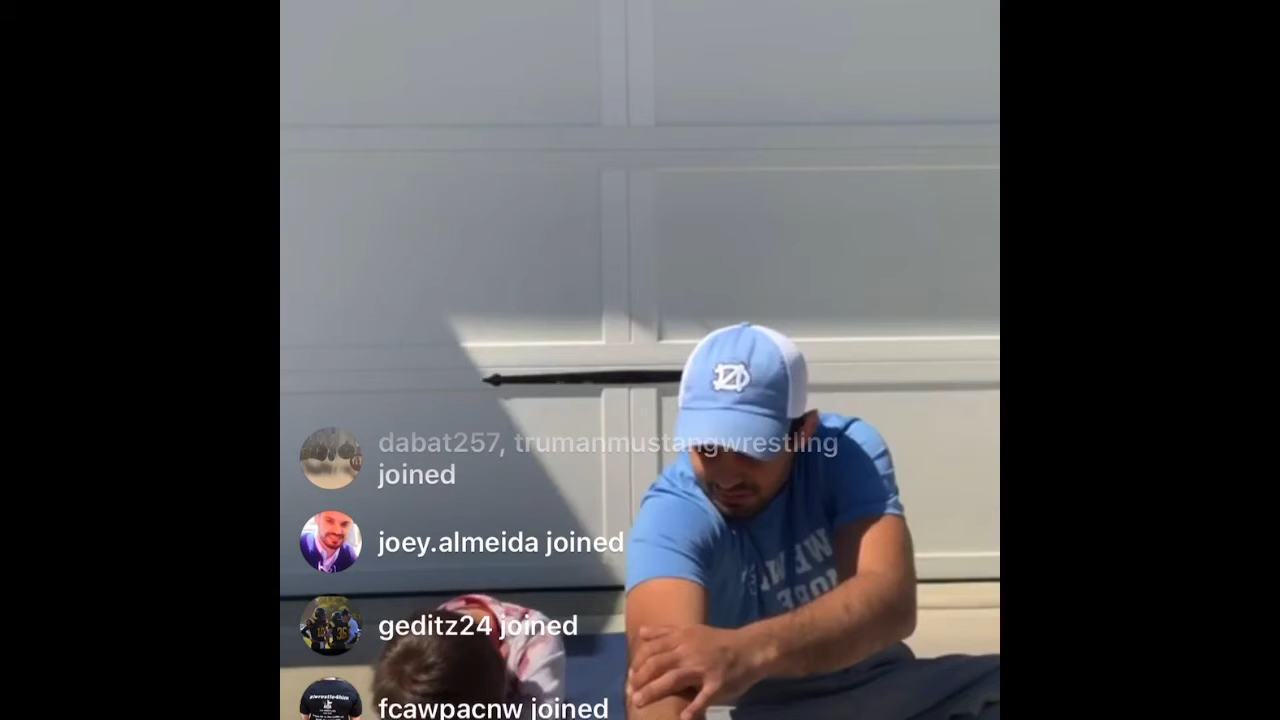 dabat257, trumanmustangwrestling
joined
joey.almeida joined
geditz24 joined
fcawpacnw joined